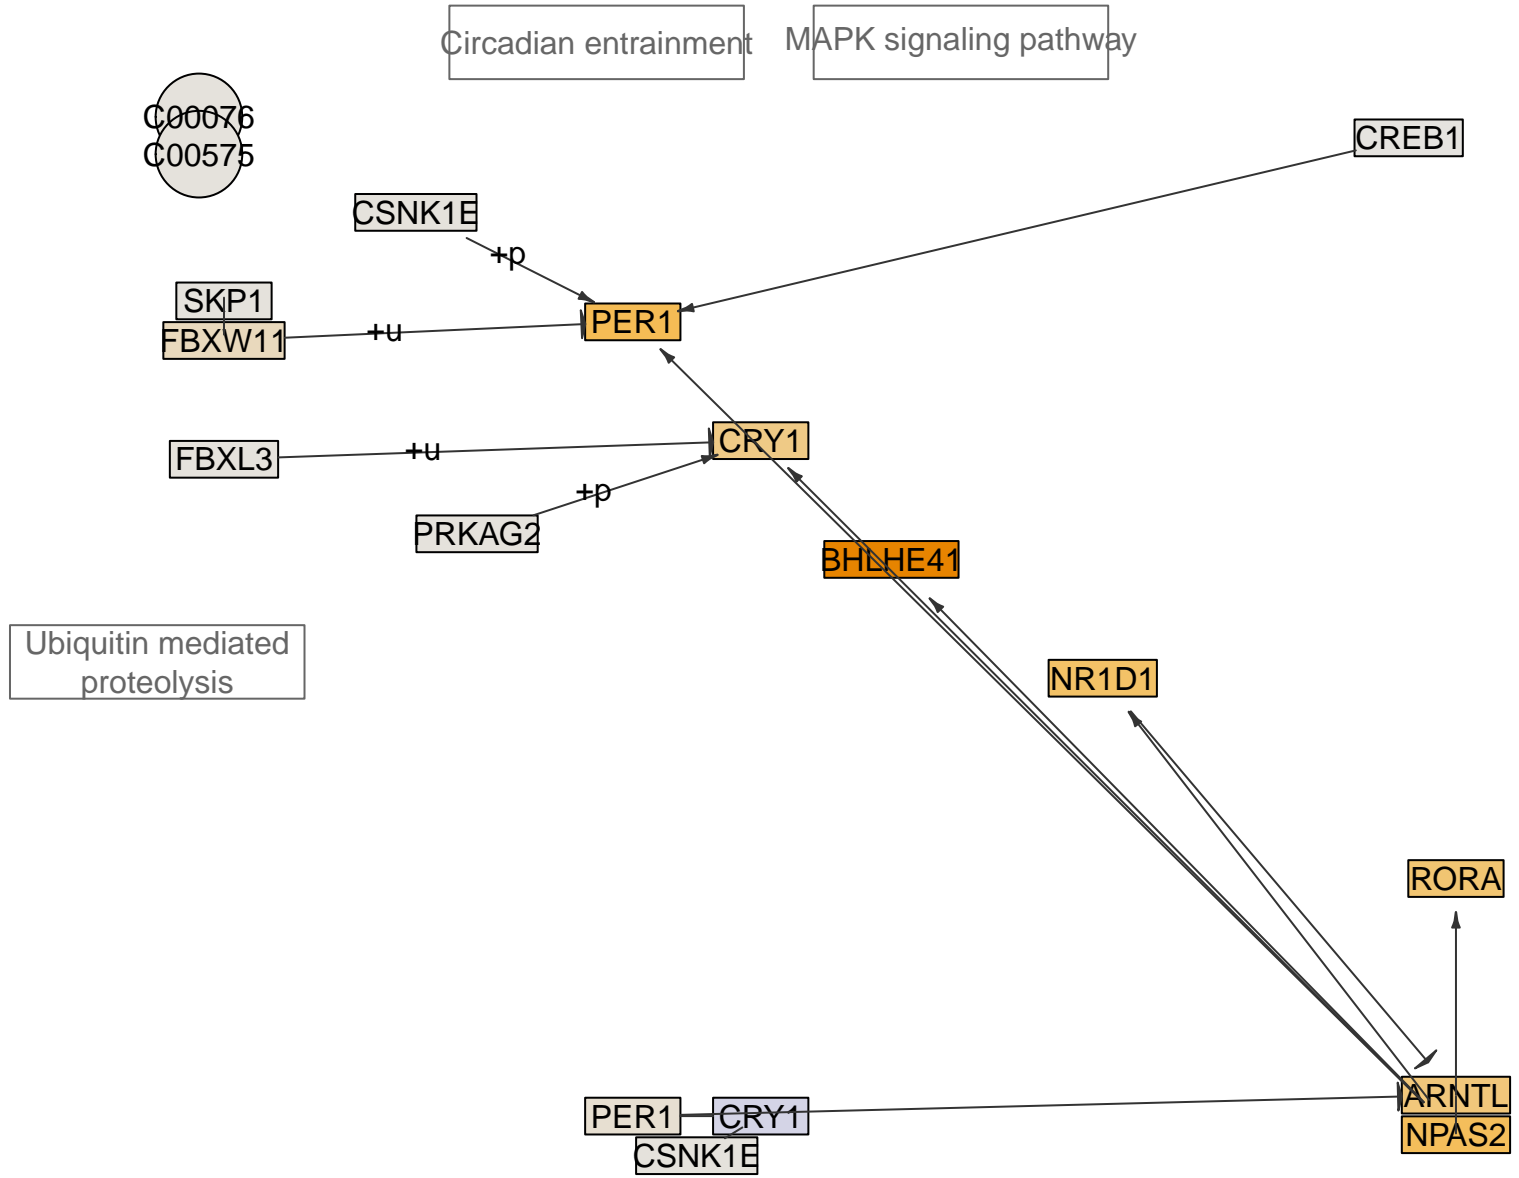 Circadian entrainment
MAPK signaling pathway
C00076
C00575
CREB1
CSNK1E
+p
SKP1
FBXW11
+u
PER1
FBXL3
+u
CRY1
+p
PRKAG2
BHLHE41
Ubiquitin mediated
proteolysis
NR1D1
RORA
ARNTL
NPAS2
PER1
CRY1
CSNK1E